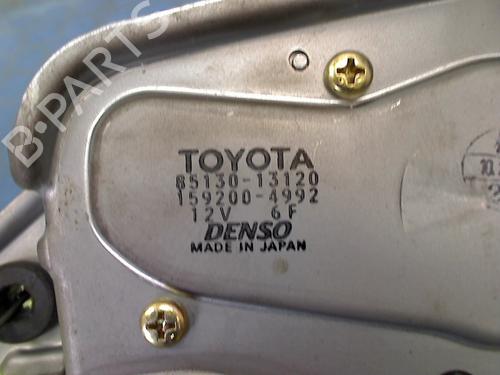 B-PARTS
TOYOTA
85130-13120
159200-4992
12V 6F
DENSO
MADE IN JAPAN